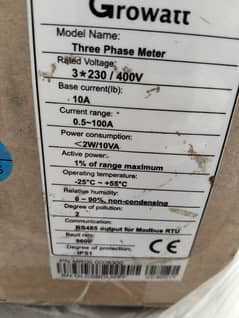 Growatt
Model Name:
Three Phase Meter
Rated Voltage:
3*230 / 400V
Base current(Ib)
10A
Current range:
0.5~100A
Power consumption:
<2W/10VA
Active power:
1% of range maximum
Operating temperature:
-25°C ~ +55°C
Relative humidity:
0 ~ 90%, non-condensing
Degree of pollution:
2
Communication:
RS485 output for Modbus RTU
Baud rate:
9600
Degree of protection:
IP51
CE